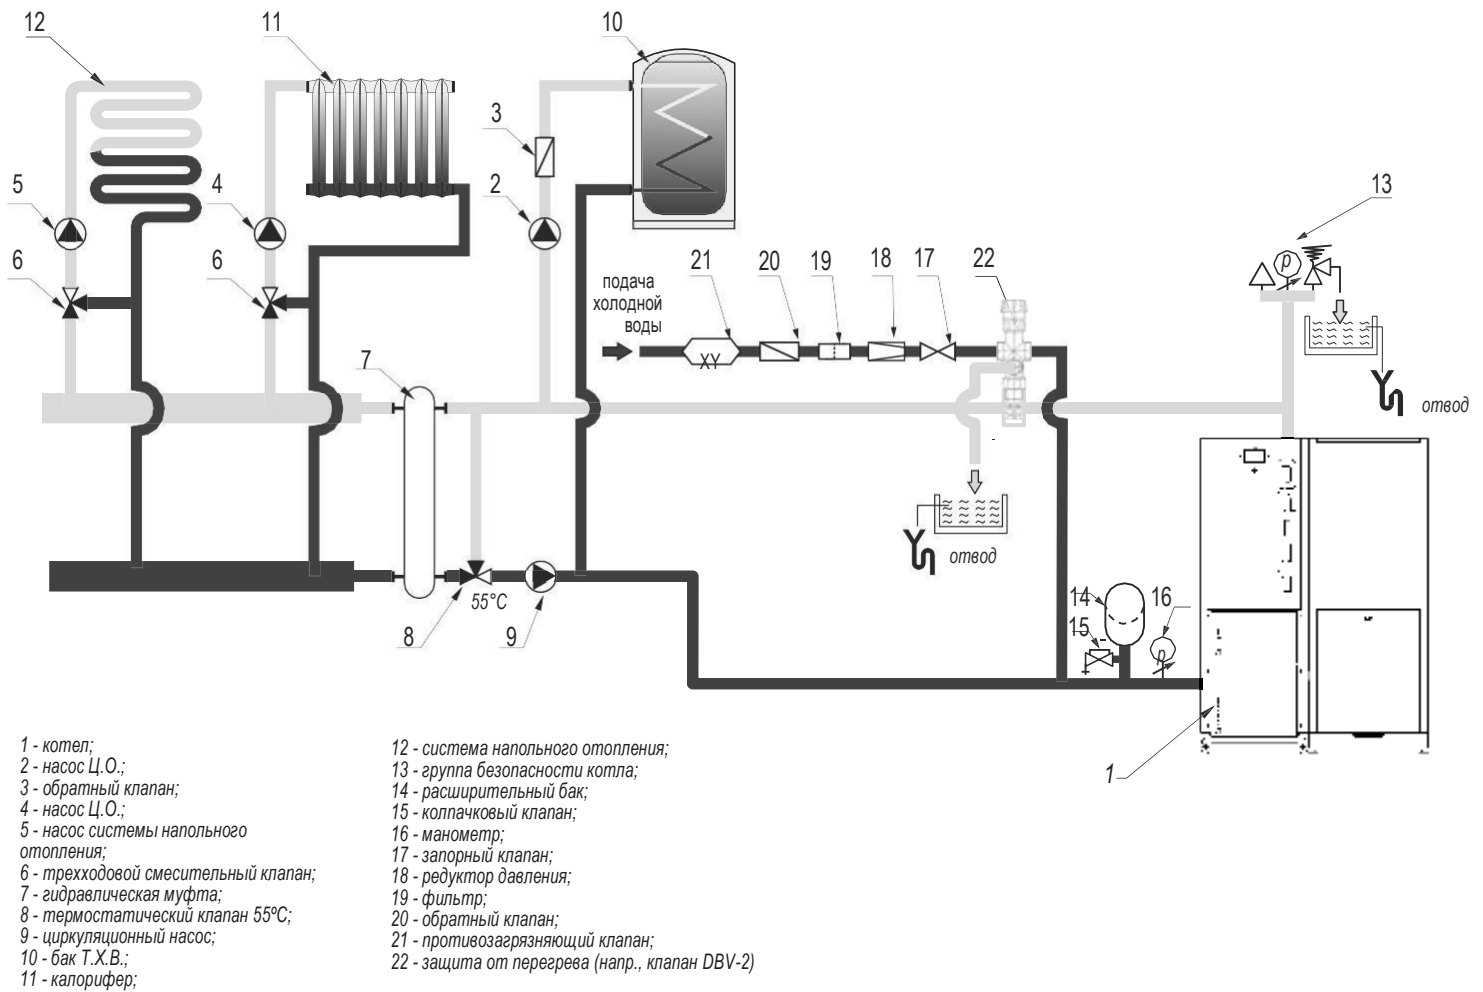 12
11
10
3
13
5
4
2
6
6
21
20
19
18
17
22
подача
холодной
воды
p
XY
7
отвод
отвод
55°C
14
16
15
p
8
9
1
1 - котел;
2 - насос Ц.О.;
3 - обратный клапан;
4 - насос Ц.О.;
5 - насос системы напольного
отопления;
6 - трехходовой смесительный клапан;
7 - гидравлическая муфта;
8 - термостатический клапан 55ºC;
9 - циркуляционный насос;
10 - бак Т.Х.В.;
11 - калорифер;
12 - система напольного отопления;
13 - группа безопасности котла;
14 - расширительный бак;
15 - колпачковый клапан;
16 - манометр;
17 - запорный клапан;
18 - редуктор давления;
19 - фильтр;
20 - обратный клапан;
21 - противозагрязняющий клапан;
22 - защита от перегрева (напр., клапан DBV-2)